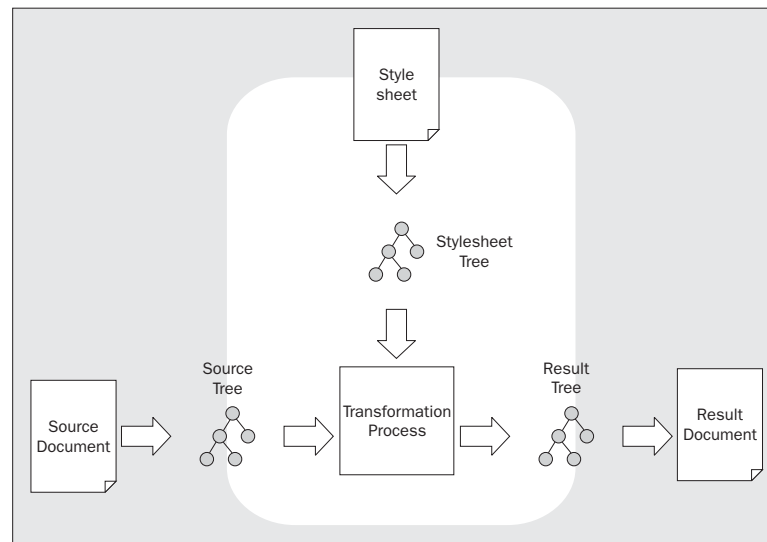 Style
sheet
Stylesheet
Tree
Source
Tree
Result
Tree
Source
Document
Transformation
Process
Result
Document